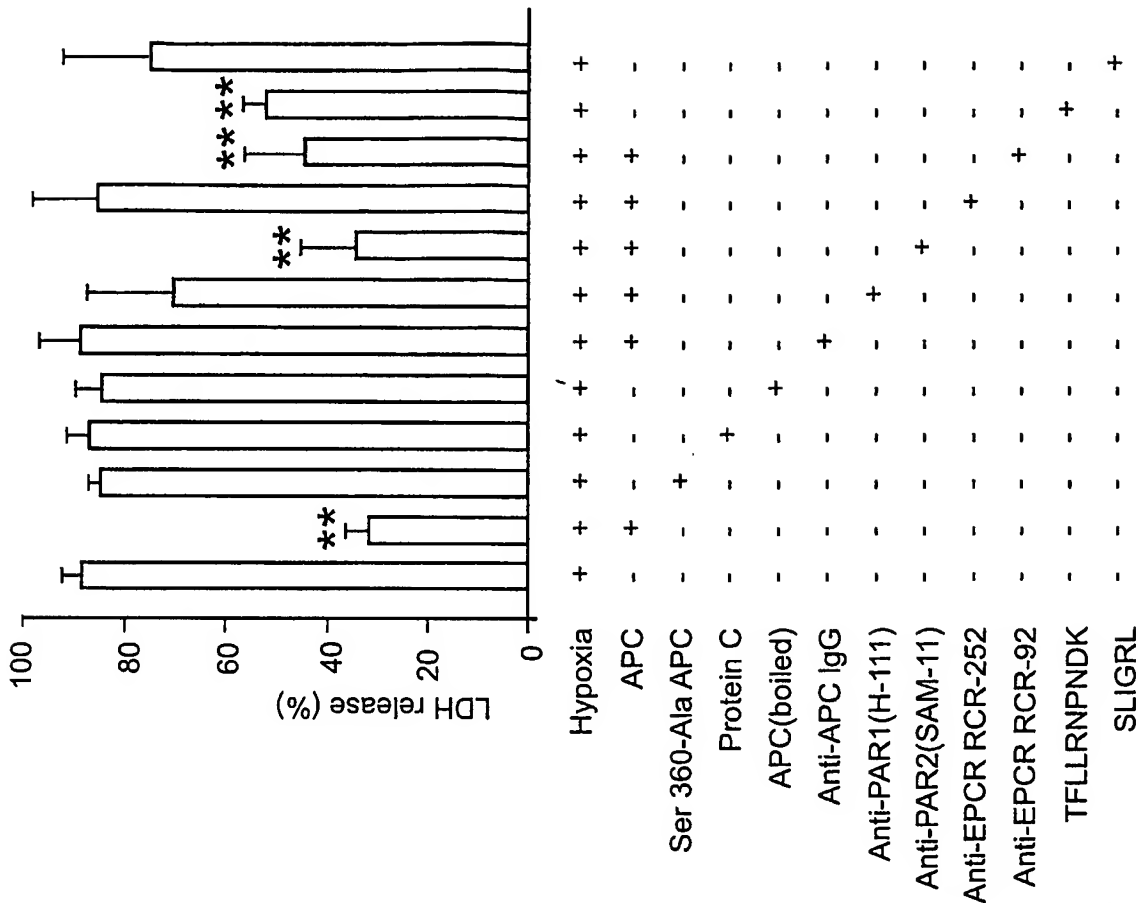 LDH release (%)
100
80
60
40
20
0
** ** ** **
Hypoxia + + + + + + + + + + + +
APC - + - - - + + + + + - -
Ser 360-Ala APC - - + - - - - - - - - -
Protein C - - - + - - - - - - - -
APC(boiled) - - - - + - - - - - - -
Anti-APC IgG - - - - - + - - - - - -
Anti-PAR1(H-111) - - - - - - + - - - - -
Anti-PAR2(SAM-11) - - - - - - - + - - - -
Anti-EPCR RCR-252 - - - - - - - - + - - -
Anti-EPCR RCR-92 - - - - - - - - - + - -
TFLLRNPNDK - - - - - - - - - - + -
SLIGRL - - - - - - - - - - - +